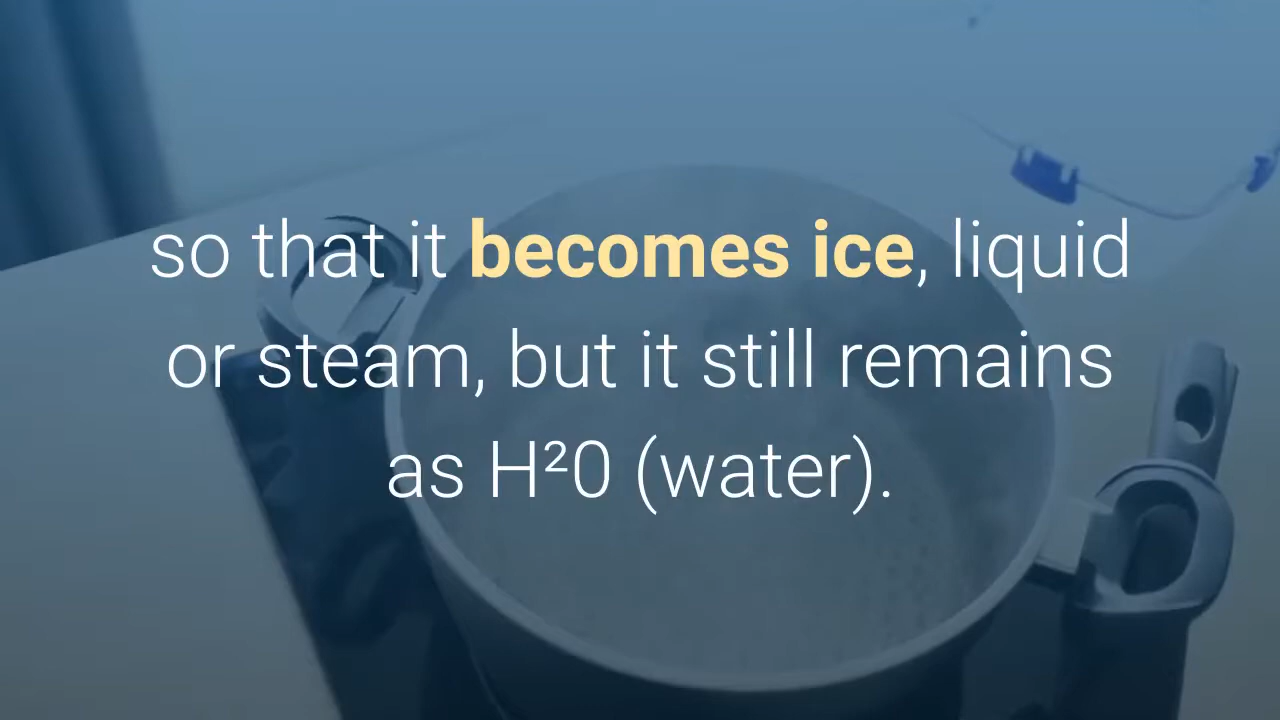 so that it becomes ice, liquid
or steam, but it still remains
as H²0 (water).